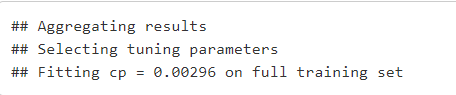 ## Aggregating results
## Selecting tuning parameters
## Fitting cp = 0.00296 on full training set